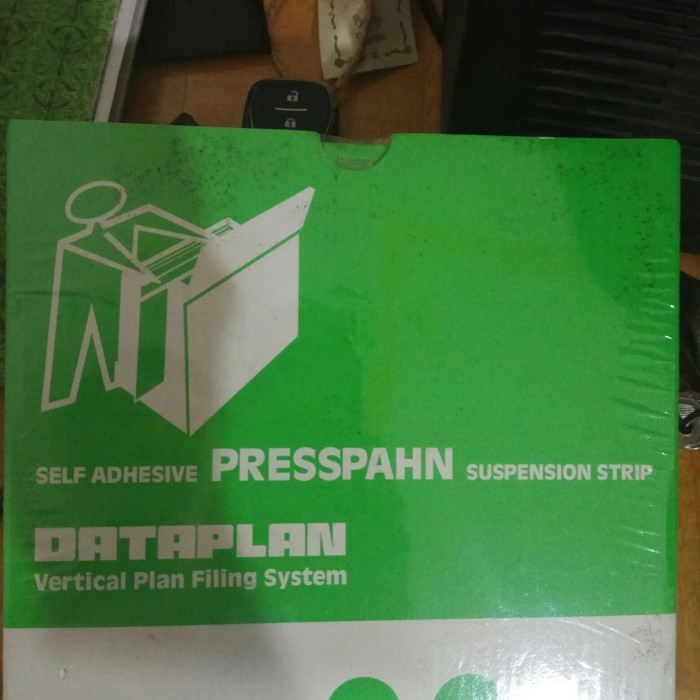 SELF ADHESIVE PRESSPAHN SUSPENSION STRIP
DATAPLAN
Vertical Plan Filing System